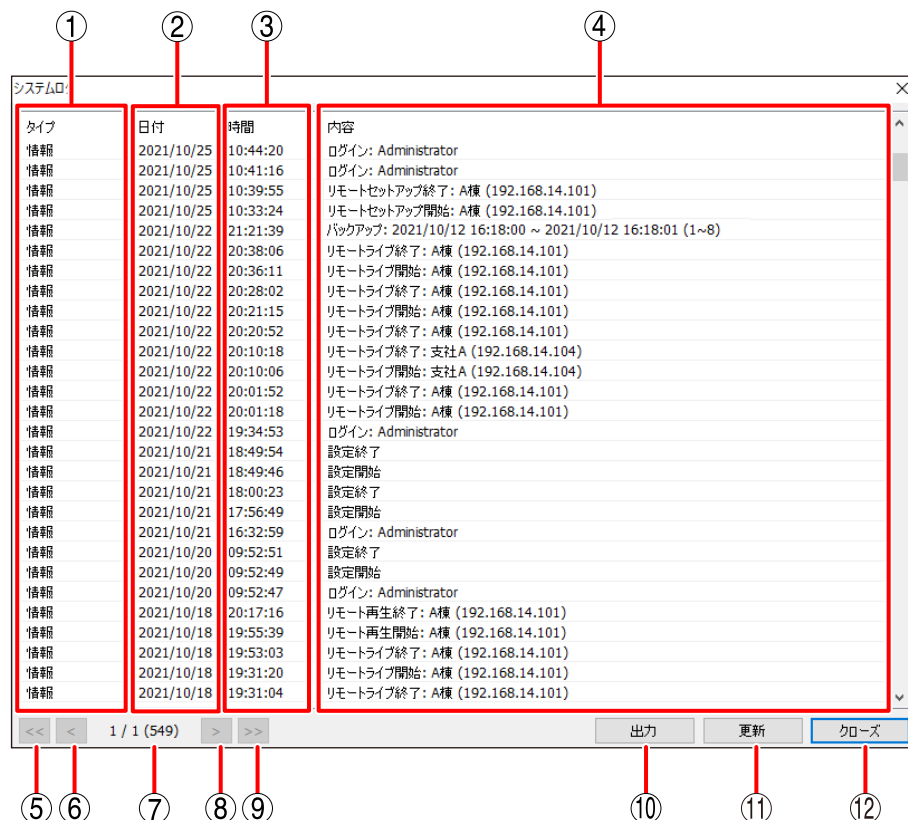 ① ② ③ ④
システムログ
タイプ 日付 時間 内容
情報 2021/10/25 10:44:20 ログイン: Administrator
情報 2021/10/25 10:41:16 ログイン: Administrator
情報 2021/10/25 10:39:55 リモートセットアップ終了: A棟 (192.168.14.101)
情報 2021/10/25 10:33:24 リモートセットアップ開始: A棟 (192.168.14.101)
情報 2021/10/22 21:21:39 バックアップ: 2021/10/12 16:18:00 ~ 2021/10/12 16:18:01 (1~8)
情報 2021/10/22 20:38:06 リモートライブ終了: A棟 (192.168.14.101)
情報 2021/10/22 20:36:11 リモートライブ開始: A棟 (192.168.14.101)
情報 2021/10/22 20:28:02 リモートライブ終了: A棟 (192.168.14.101)
情報 2021/10/22 20:21:15 リモートライブ開始: A棟 (192.168.14.101)
情報 2021/10/22 20:20:52 リモートライブ終了: A棟 (192.168.14.101)
情報 2021/10/22 20:10:18 リモートライブ終了: 支社A (192.168.14.104)
情報 2021/10/22 20:10:06 リモートライブ開始: 支社A (192.168.14.104)
情報 2021/10/22 20:01:52 リモートライブ終了: A棟 (192.168.14.101)
情報 2021/10/22 20:01:18 リモートライブ開始: A棟 (192.168.14.101)
情報 2021/10/22 19:34:53 ログイン: Administrator
情報 2021/10/21 18:49:54 設定終了
情報 2021/10/21 18:49:46 設定開始
情報 2021/10/21 18:00:23 設定終了
情報 2021/10/21 17:56:49 設定開始
情報 2021/10/21 16:32:59 ログイン: Administrator
情報 2021/10/20 09:52:51 設定終了
情報 2021/10/20 09:52:49 設定開始
情報 2021/10/20 09:52:47 ログイン: Administrator
情報 2021/10/18 20:17:16 リモート再生終了: A棟 (192.168.14.101)
情報 2021/10/18 19:55:39 リモート再生開始: A棟 (192.168.14.101)
情報 2021/10/18 19:53:03 リモートライブ終了: A棟 (192.168.14.101)
情報 2021/10/18 19:31:20 リモートライブ開始: A棟 (192.168.14.101)
情報 2021/10/18 19:31:04 リモートライブ終了: A棟 (192.168.14.101)
<< < 1 / 1 (549) > >> 出力 更新 クローズ
⑤ ⑥ ⑦ ⑧ ⑨ ⑩ ⑪ ⑫